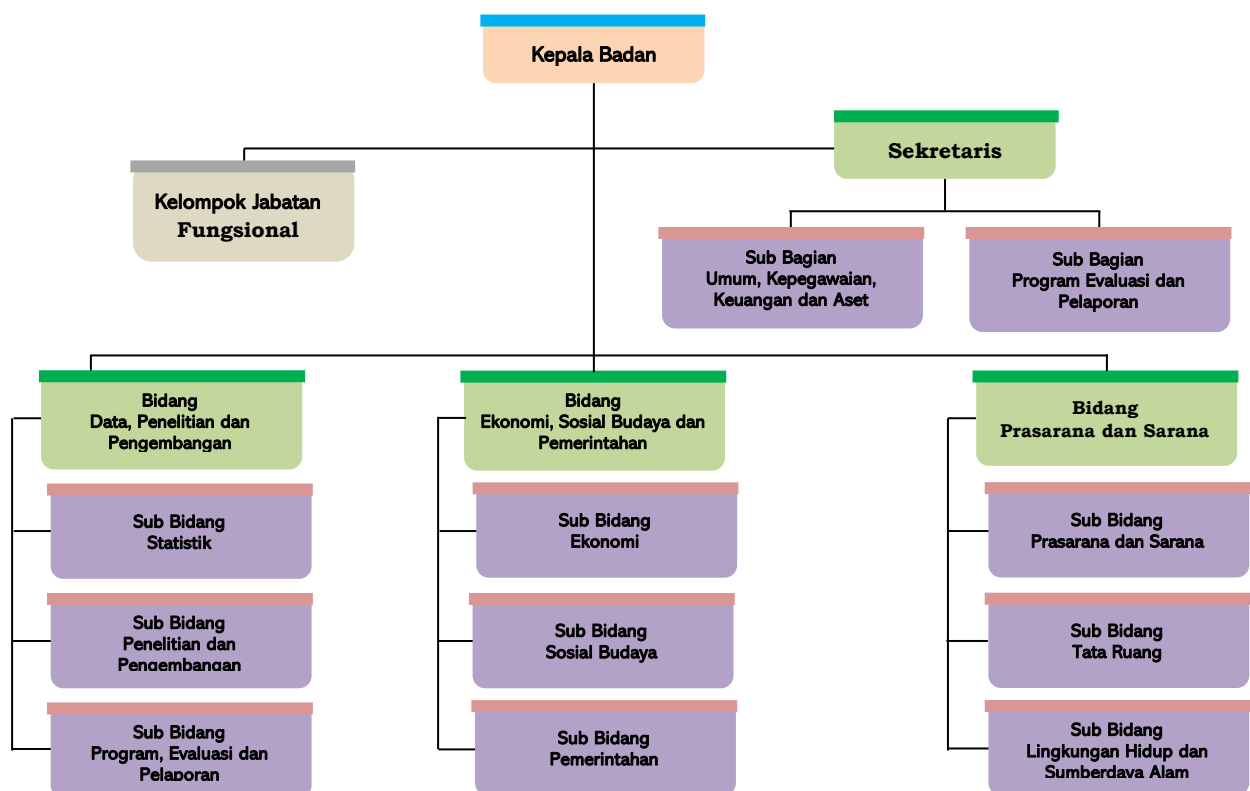 Kepala Badan
Sekretaris
Kelompok Jabatan
Fungsional
Sub Bagian
Umum, Kepegawaian,
Keuangan dan Aset
Sub Bagian
Program Evaluasi dan
Pelaporan
Bidang
Data, Penelitian dan
Pengembangan
Bidang
Ekonomi, Sosial Budaya dan
Pemerintahan
Bidang
Prasarana dan Sarana
Sub Bidang
Statistik
Sub Bidang
Ekonomi
Sub Bidang
Prasarana dan Sarana
Sub Bidang
Penelitian dan
Pengembangan
Sub Bidang
Sosial Budaya
Sub Bidang
Tata Ruang
Sub Bidang
Program, Evaluasi dan
Pelaporan
Sub Bidang
Pemerintahan
Sub Bidang
Lingkungan Hidup dan
Sumberdaya Alam